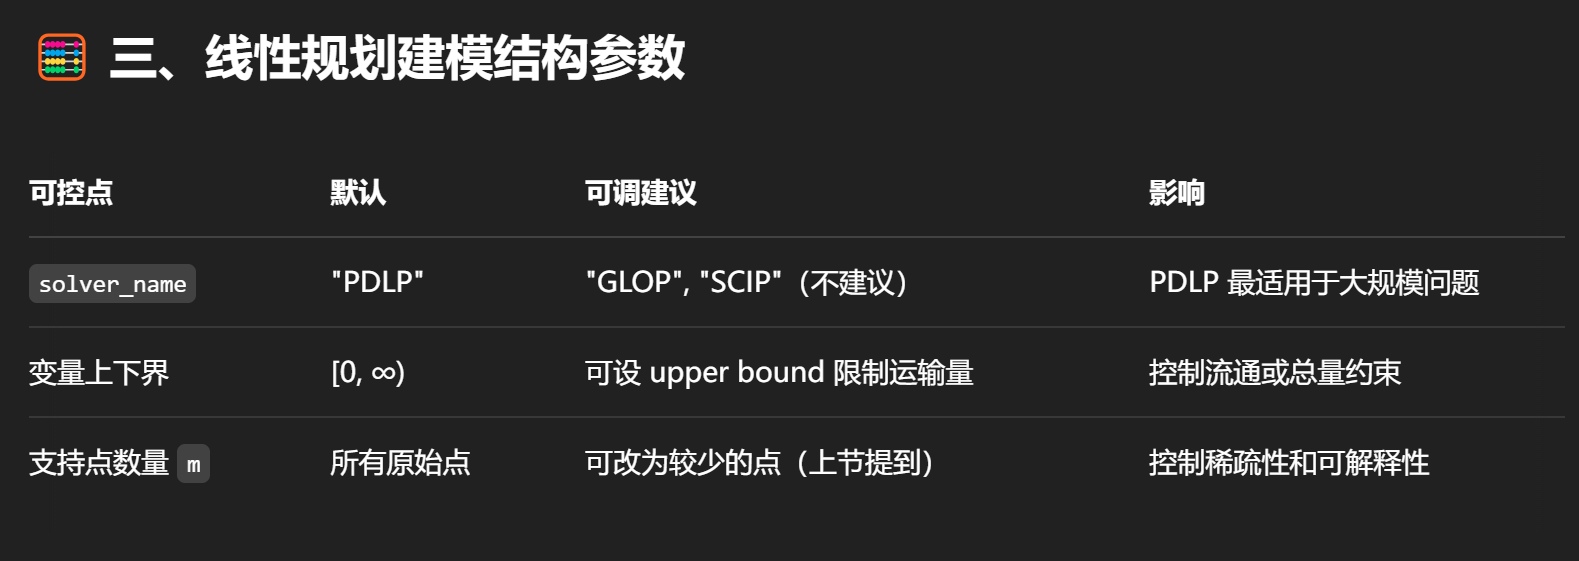 🧮 三、线性规划建模结构参数
可控点 默认 可调建议 影响
solver_name "PDLP" "GLOP", "SCIP"（不建议） PDLP 最适用于大规模问题
变量上下界 [0, ∞) 可设 upper bound 限制运输量 控制流通或总量约束
支持点数量 m 所有原始点 可改为较少的点（上节提到） 控制稀疏性和可解释性